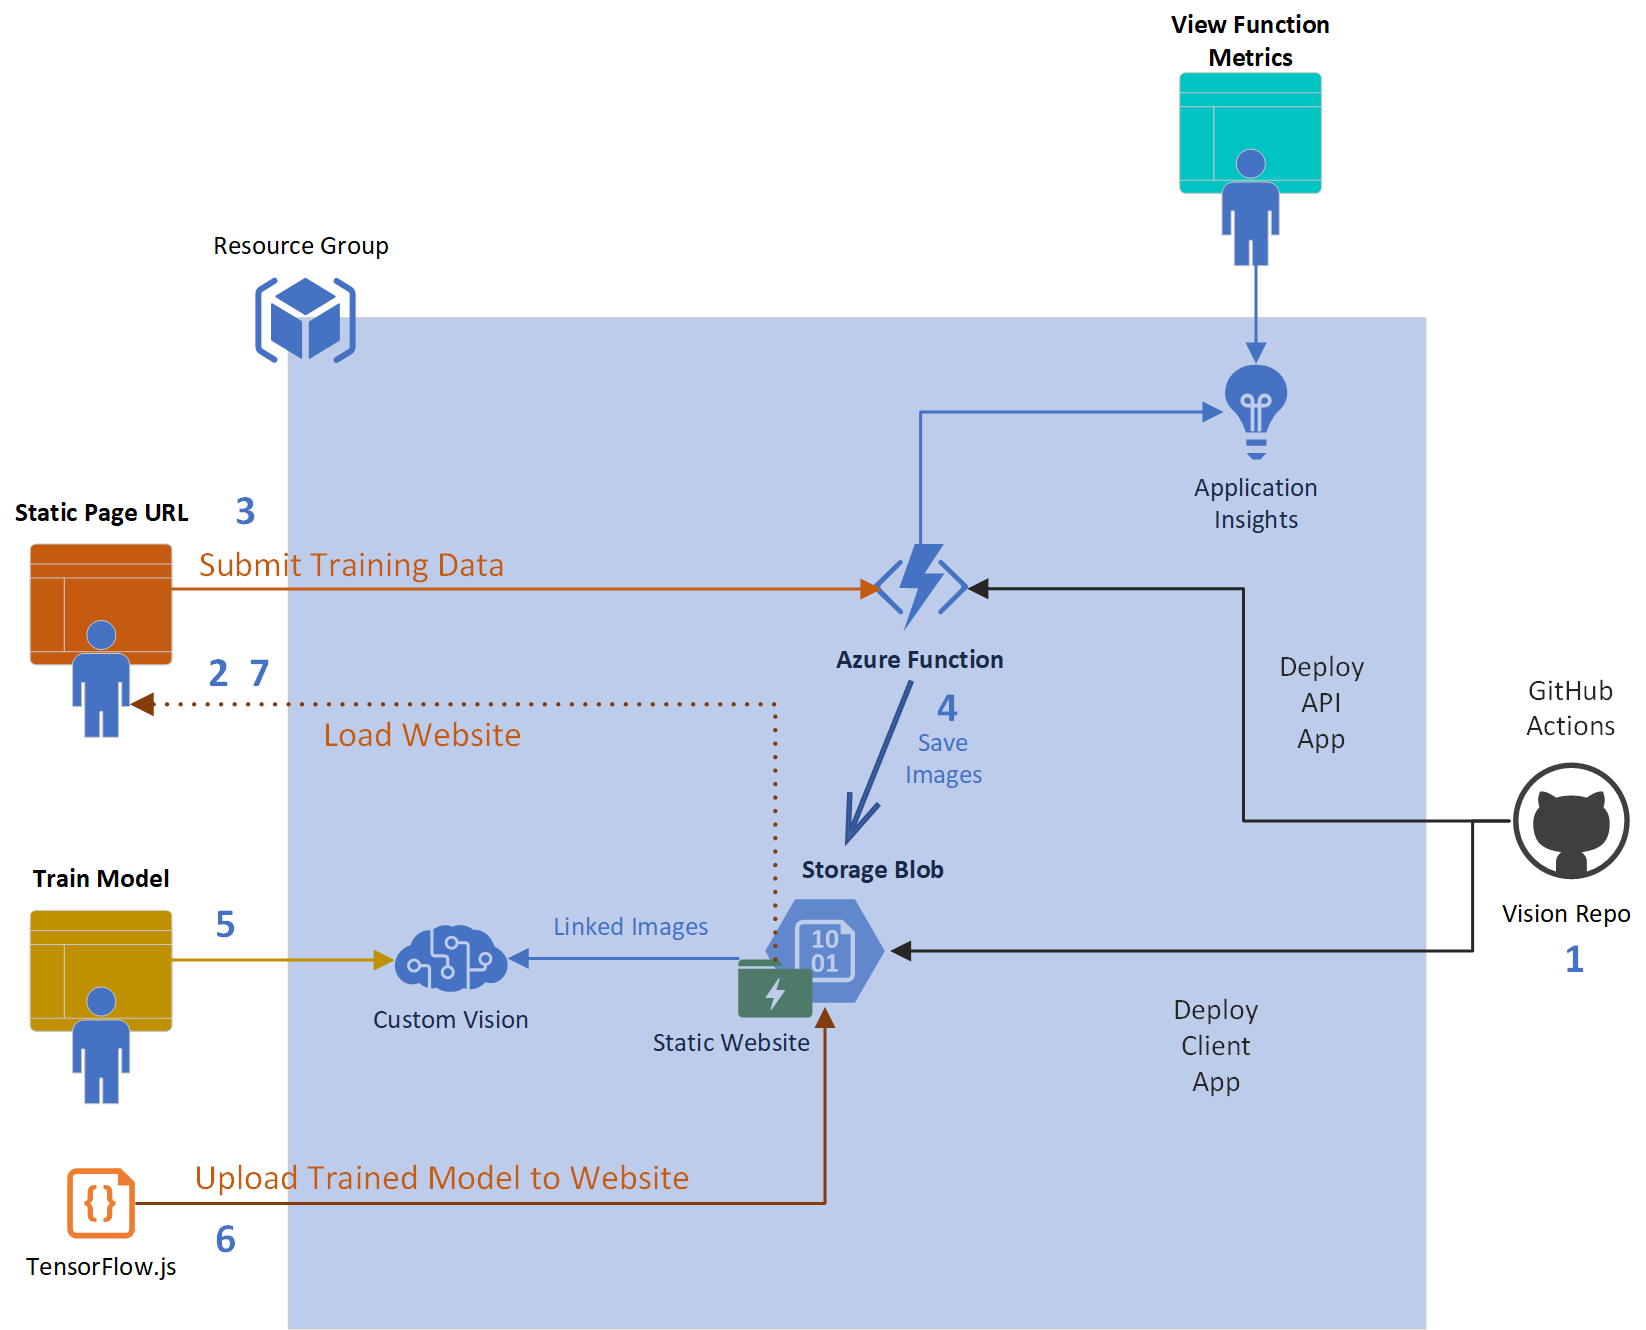 View Function
Metrics
Resource Group
Application
Insights
Static Page URL
3
Submit Training Data
Azure Function
2 7
Load Website
4
Save
Images
Deploy
API
App
GitHub
Actions
Vision Repo
1
Storage Blob
10
01
Train Model
5
Linked Images
Custom Vision
Static Website
Deploy
Client
App
Upload Trained Model to Website
6
{}
TensorFlow.js